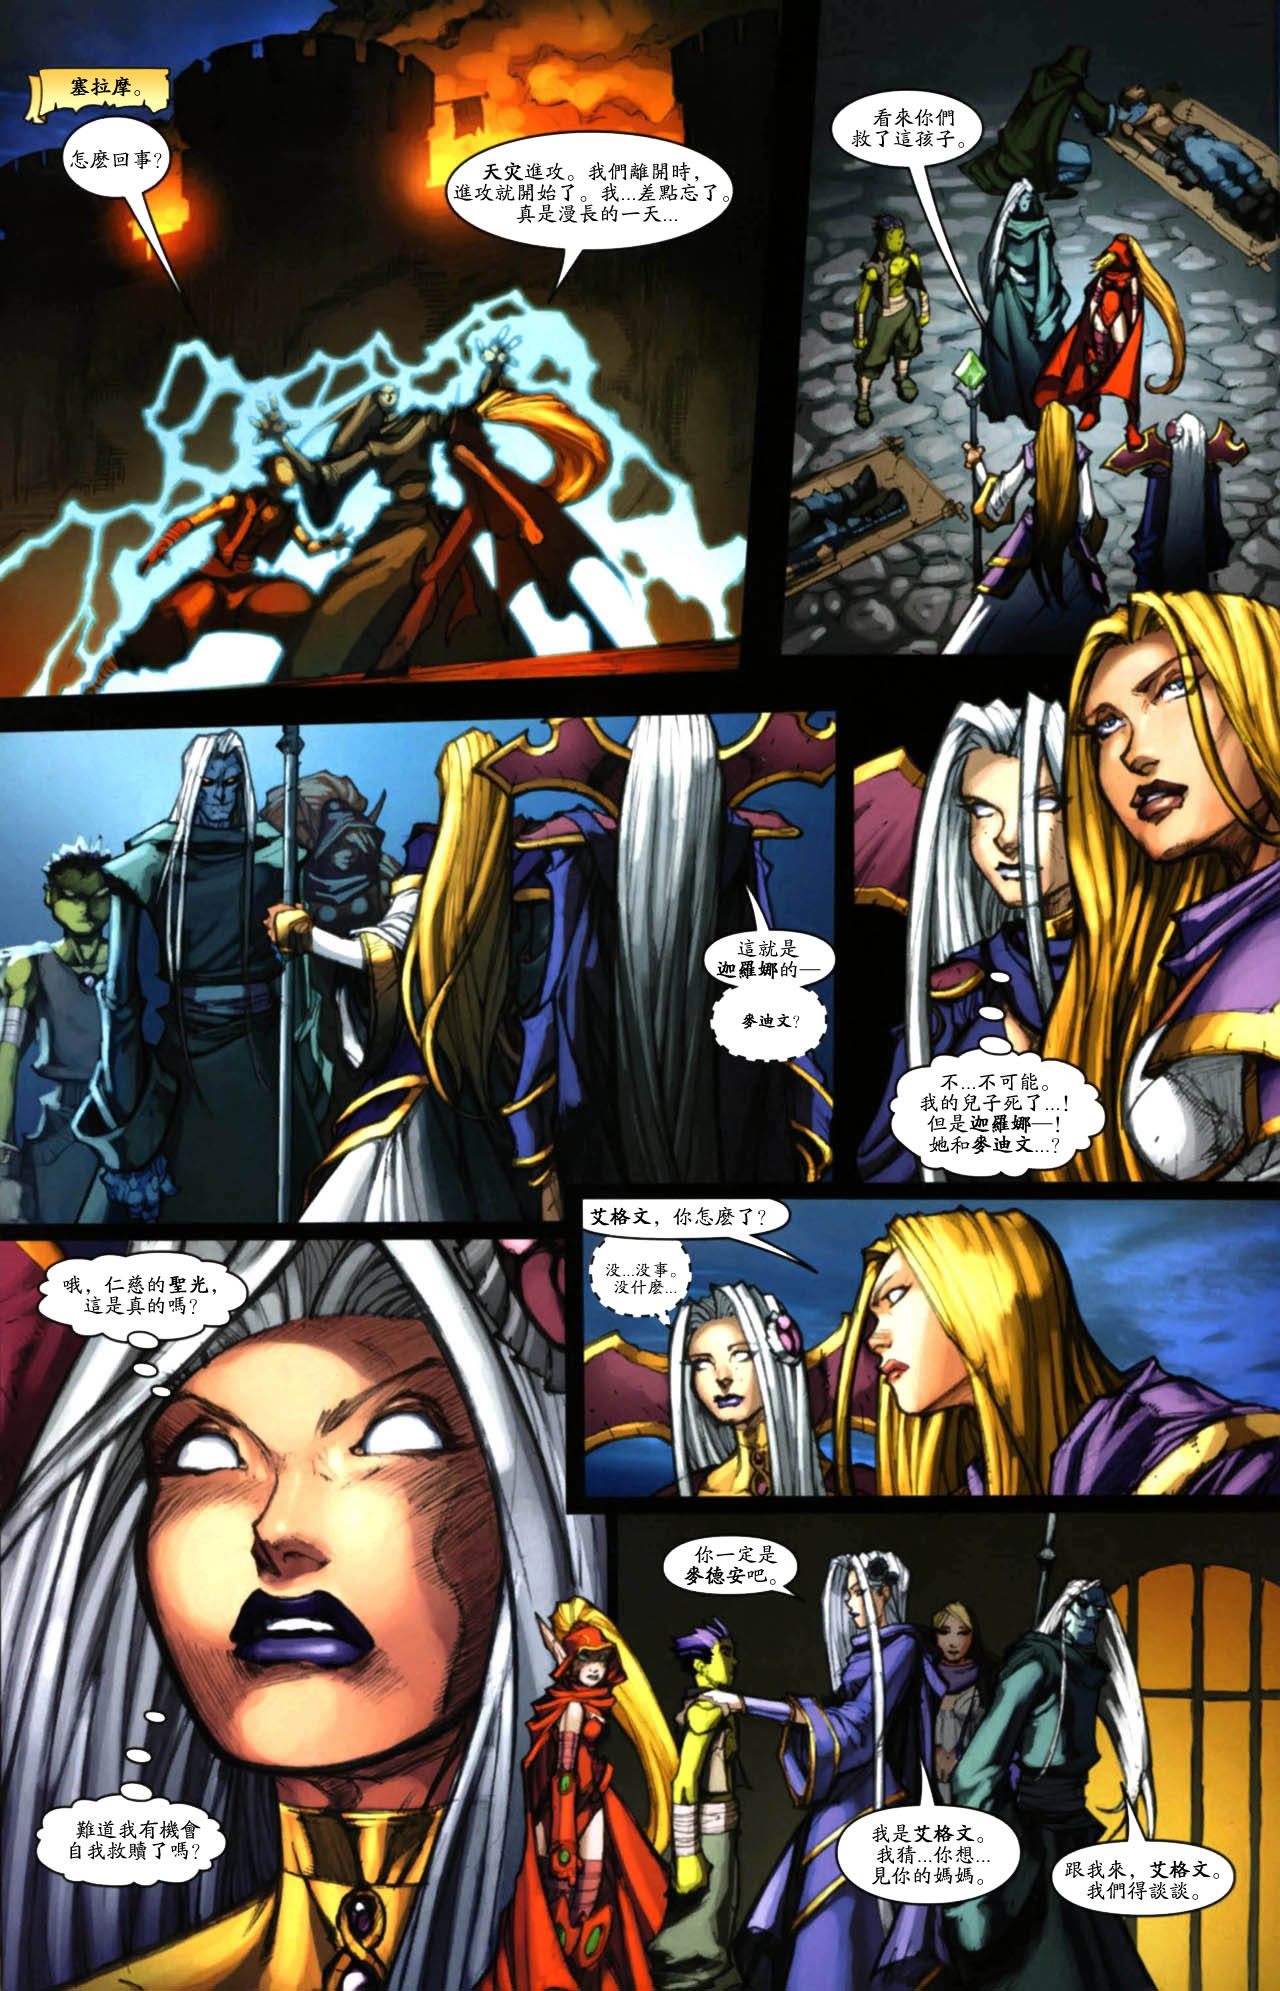 塞拉摩。
怎麽回事?
天灾進攻。我們離開時，
進攻就開始了。我...差點忘了。
真是漫長的一天...
看來你們
救了這孩子。
這就是
迦羅娜的—
麥迪文?
不...不可能。
我的兒子死了...!
但是迦羅娜—!
她和麥迪文...?
哦，仁慈的聖光，
這是真的嗎?
難道我有機會
自我救贖了嗎?
艾格文，你怎麽了?
没...没事。
没什麽...
你一定是
麥德安吧。
我是艾格文。
我猜...你想...
見你的媽媽。
跟我來，艾格文。
我們得談談。